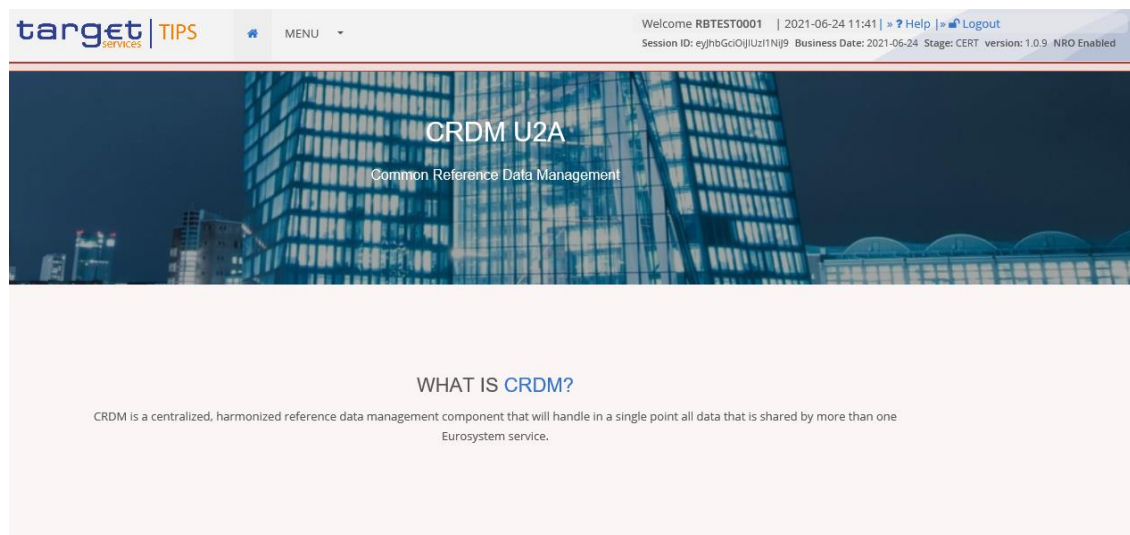 target services | TIPS
MENU
Welcome RBTEST0001 | 2021-06-24 11:41| » ? Help |» Logout
Session ID: eyJhbGciOiJIUzI1NiJ9 Business Date: 2021-06-24 Stage: CERT version: 1.0.9 NRO Enabled
CRDM U2A
Common Reference Data Management
WHAT IS CRDM?
CRDM is a centralized, harmonized reference data management component that will handle in a single point all data that is shared by more than one
Eurosystem service.